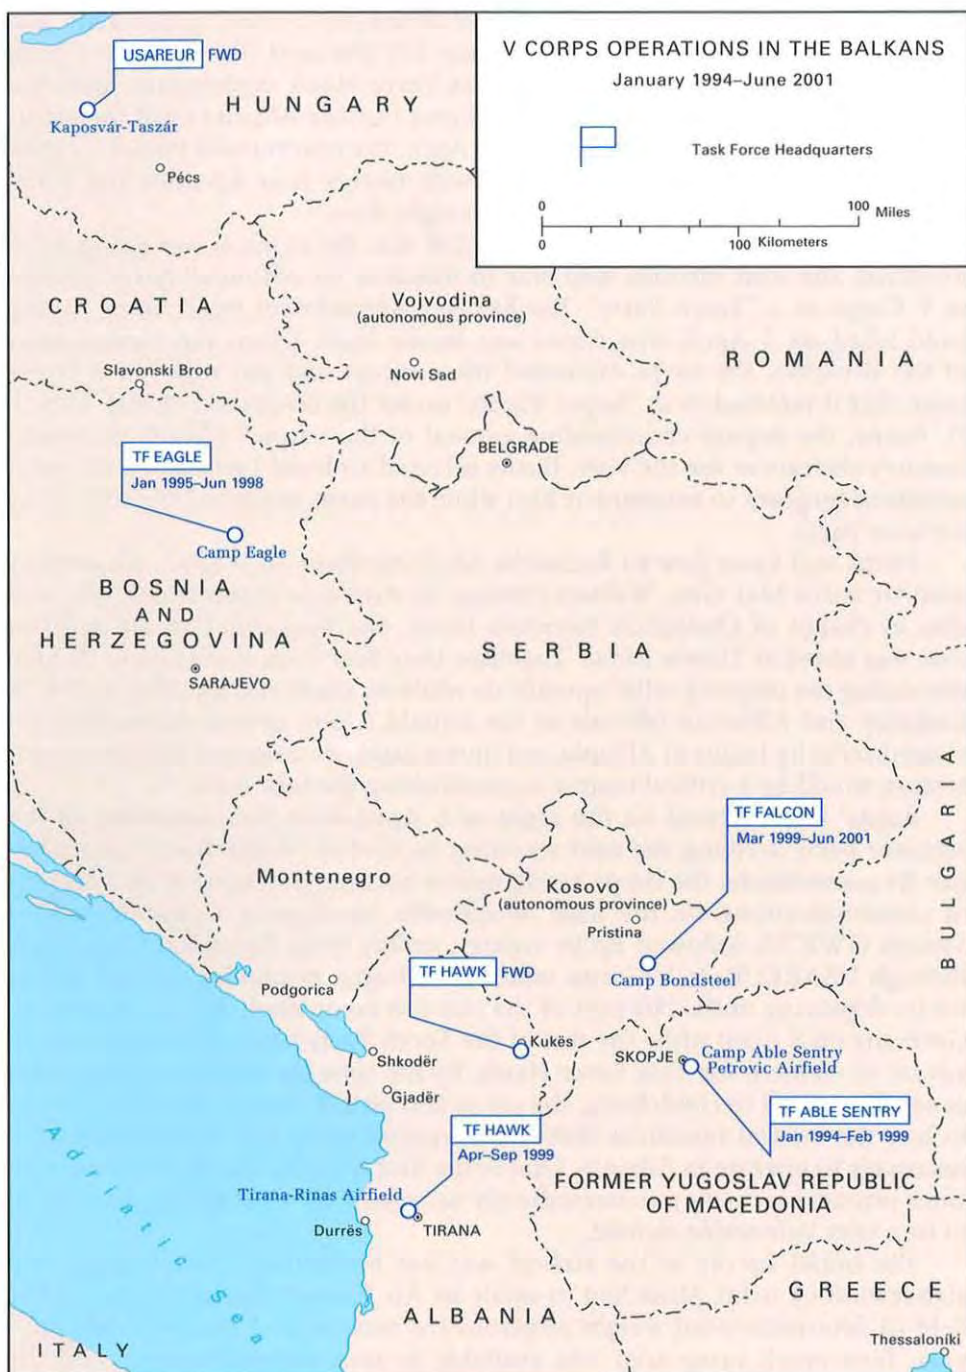 V CORPS OPERATIONS IN THE BALKANS
January 1994–June 2001
Task Force Headquarters
0 100 Miles
0 100 Kilometers
USAREUR FWD
HUNGARY
Kaposvár-Taszár
Pécs
CROATIA
Vojvodina
(autonomous province)
ROMANIA
Slavonski Brod
Novi Sad
BELGRADE
TF EAGLE
Jan 1995–Jun 1998
Camp Eagle
BOSNIA
AND
HERZEGOVINA
SARAJEVO
SERBIA
BULGARIA
TF FALCON
Mar 1999–Jun 2001
Montenegro
Kosovo
(autonomous province)
Pristina
Camp Bondsteel
TF HAWK FWD
Podgorica
Kukës
Shkodër
Gjadër
SKOPJE
Camp Able Sentry
Petrovic Airfield
TF HAWK
Apr–Sep 1999
TF ABLE SENTRY
Jan 1994–Feb 1999
Tirana-Rinas Airfield
Durrës
TIRANA
FORMER YUGOSLAV REPUBLIC
OF MACEDONIA
Adriatic Sea
ALBANIA
GREECE
ITALY
Thessaloníki